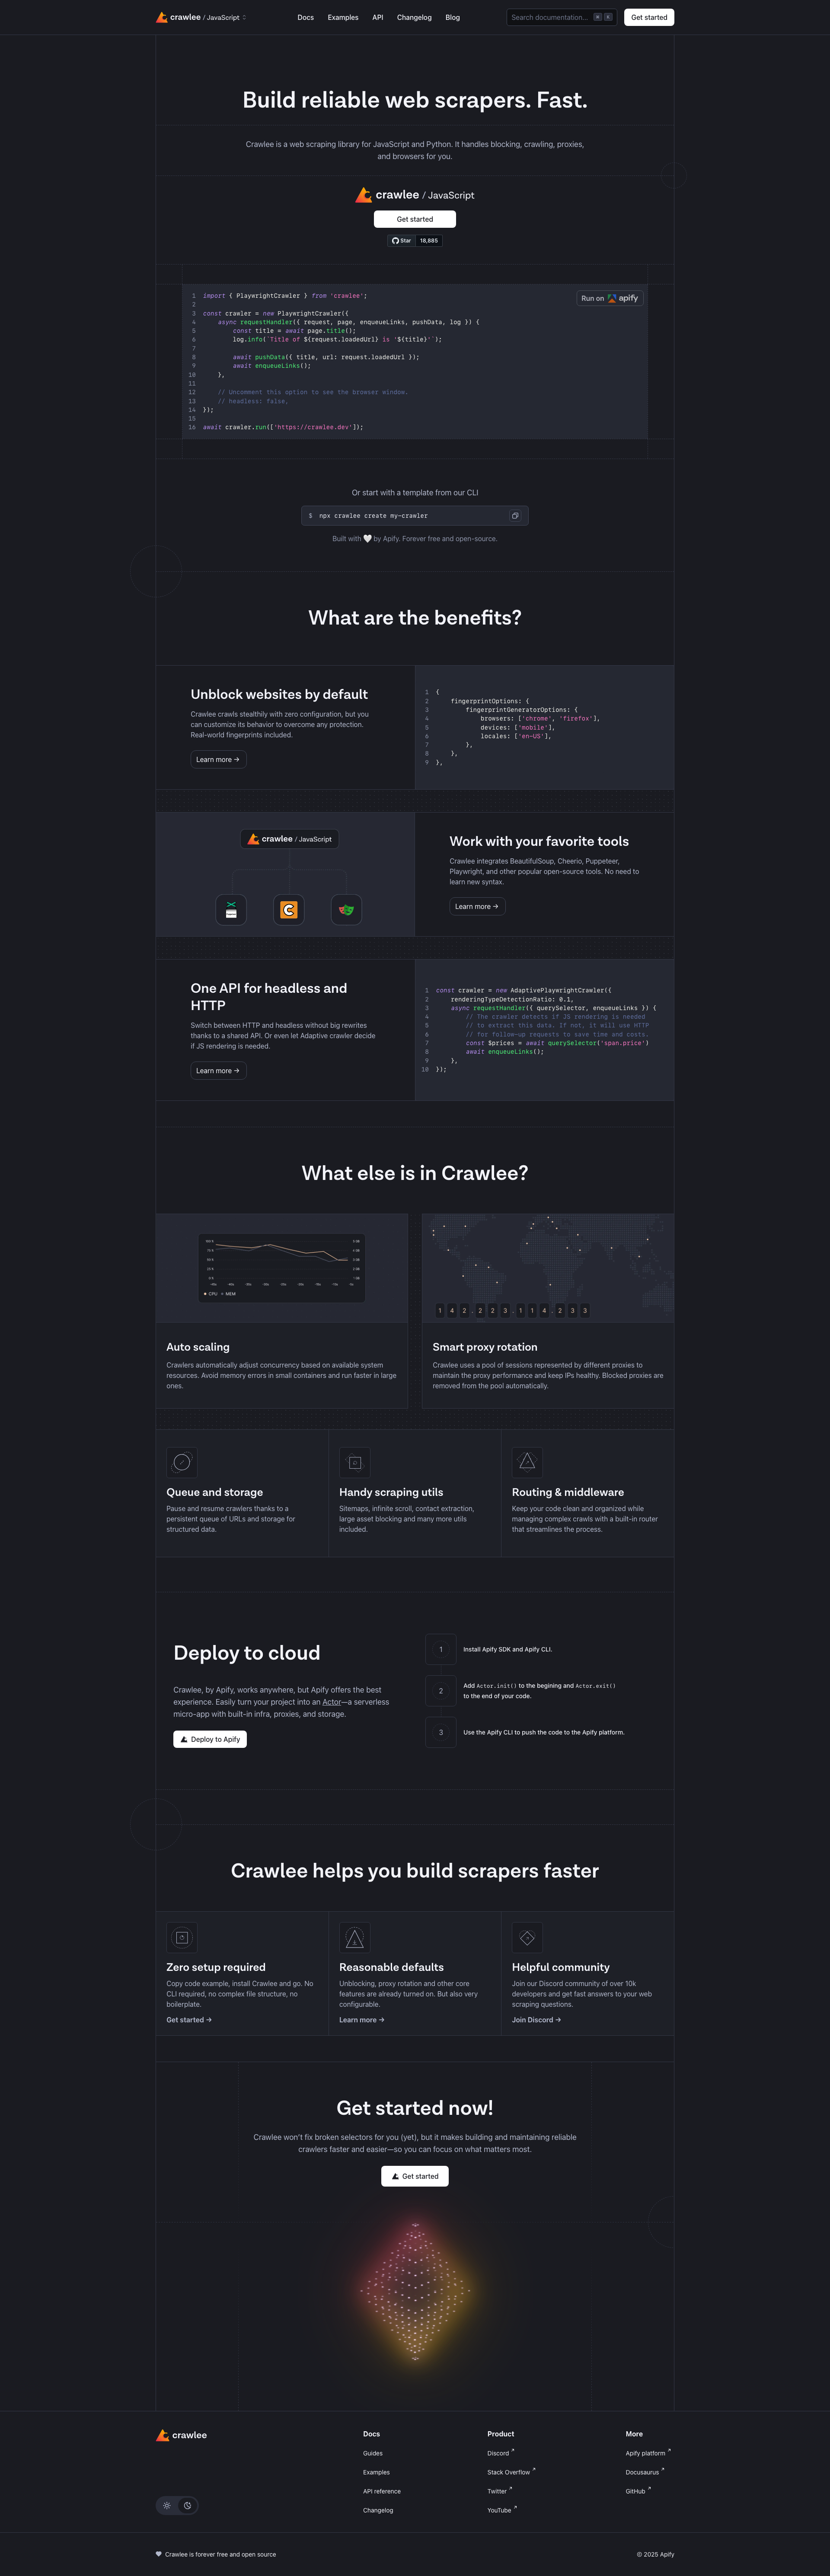 crawlee / JavaScript
Docs Examples API Changelog Blog
Search documentation... ⌘ K
Get started
Build reliable web scrapers. Fast.
Crawlee is a web scraping library for JavaScript and Python. It handles blocking, crawling, proxies,
and browsers for you.
crawlee / JavaScript
Get started
Star 18,885
Run on apify
1 import { PlaywrightCrawler } from 'crawlee';
2
3 const crawler = new PlaywrightCrawler({
4     async requestHandler({ request, page, enqueueLinks, pushData, log }) {
5         const title = await page.title();
6         log.info(`Title of ${request.loadedUrl} is '${title}'`);
7
8         await pushData({ title, url: request.loadedUrl });
9         await enqueueLinks();
10     },
11
12     // Uncomment this option to see the browser window.
13     // headless: false,
14 });
15
16 await crawler.run(['https://crawlee.dev']);
Or start with a template from our CLI
$ npx crawlee create my-crawler
Built with 🤍 by Apify. Forever free and open-source.
What are the benefits?
Unblock websites by default
Crawlee crawls stealthily with zero configuration, but you
can customize its behavior to overcome any protection.
Real-world fingerprints included.
Learn more →
1 {
2     fingerprintOptions: {
3         fingerprintGeneratorOptions: {
4             browsers: ['chrome', 'firefox'],
5             devices: ['mobile'],
6             locales: ['en-US'],
7         },
8     },
9 },
crawlee / JavaScript
Work with your favorite tools
Crawlee integrates BeautifulSoup, Cheerio, Puppeteer,
Playwright, and other popular open-source tools. No need to
learn new syntax.
Learn more →
One API for headless and
HTTP
Switch between HTTP and headless without big rewrites
thanks to a shared API. Or even let Adaptive crawler decide
if JS rendering is needed.
Learn more →
1 const crawler = new AdaptivePlaywrightCrawler({
2     renderingTypeDetectionRatio: 0.1,
3     async requestHandler({ querySelector, enqueueLinks }) {
4         // The crawler detects if JS rendering is needed
5         // to extract this data. If not, it will use HTTP
6         // for follow-up requests to save time and costs.
7         const $prices = await querySelector('span.price')
8         await enqueueLinks();
9     },
10 });
What else is in Crawlee?
CPU MEM
1 4 2 . 2 2 3 . 1 1 4 . 2 3 3
Auto scaling
Crawlers automatically adjust concurrency based on available system
resources. Avoid memory errors in small containers and run faster in large
ones.
Smart proxy rotation
Crawlee uses a pool of sessions represented by different proxies to
maintain the proxy performance and keep IPs healthy. Blocked proxies are
removed from the pool automatically.
Queue and storage
Pause and resume crawlers thanks to a
persistent queue of URLs and storage for
structured data.
Handy scraping utils
Sitemaps, infinite scroll, contact extraction,
large asset blocking and many more utils
included.
Routing & middleware
Keep your code clean and organized while
managing complex crawls with a built-in router
that streamlines the process.
Deploy to cloud
Crawlee, by Apify, works anywhere, but Apify offers the best
experience. Easily turn your project into an Actor—a serverless
micro-app with built-in infra, proxies, and storage.
Deploy to Apify
1 Install Apify SDK and Apify CLI.
2 Add Actor.init() to the begining and Actor.exit()
to the end of your code.
3 Use the Apify CLI to push the code to the Apify platform.
Crawlee helps you build scrapers faster
Zero setup required
Copy code example, install Crawlee and go. No
CLI required, no complex file structure, no
boilerplate.
Get started →
Reasonable defaults
Unblocking, proxy rotation and other core
features are already turned on. But also very
configurable.
Learn more →
Helpful community
Join our Discord community of over 10k
developers and get fast answers to your web
scraping questions.
Join Discord →
Get started now!
Crawlee won't fix broken selectors for you (yet), but it makes building and maintaining reliable
crawlers faster and easier—so you can focus on what matters most.
Get started
crawlee
Docs
Guides
Examples
API reference
Changelog
Product
Discord
Stack Overflow
Twitter
YouTube
More
Apify platform
Docusaurus
GitHub
Crawlee is forever free and open source
© 2025 Apify